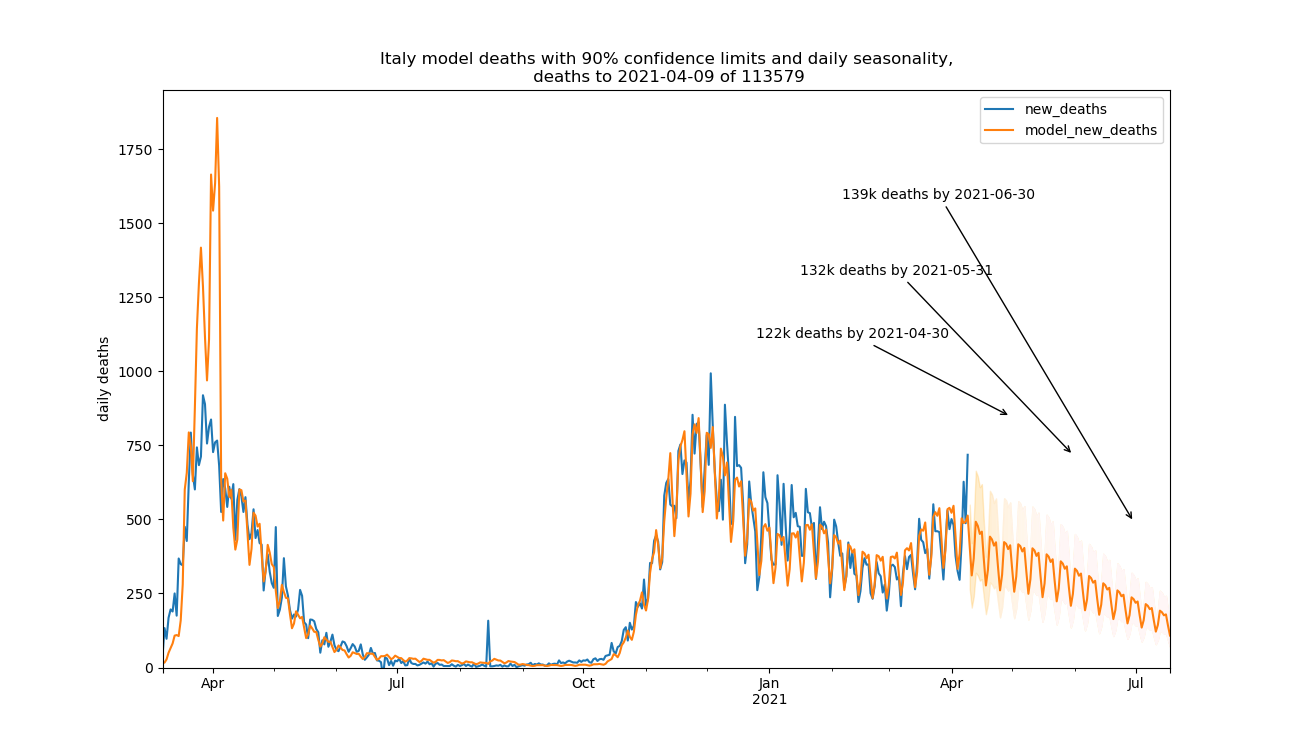 Italy model deaths with 90% confidence limits and daily seasonality,
deaths to 2021-04-09 of 113579
new_deaths
model_new_deaths
139k deaths by 2021-06-30
132k deaths by 2021-05-31
122k deaths by 2021-04-30
daily deaths
1750
1500
1250
1000
750
500
250
0
Apr
Jul
Oct
Jan
2021
Apr
Jul